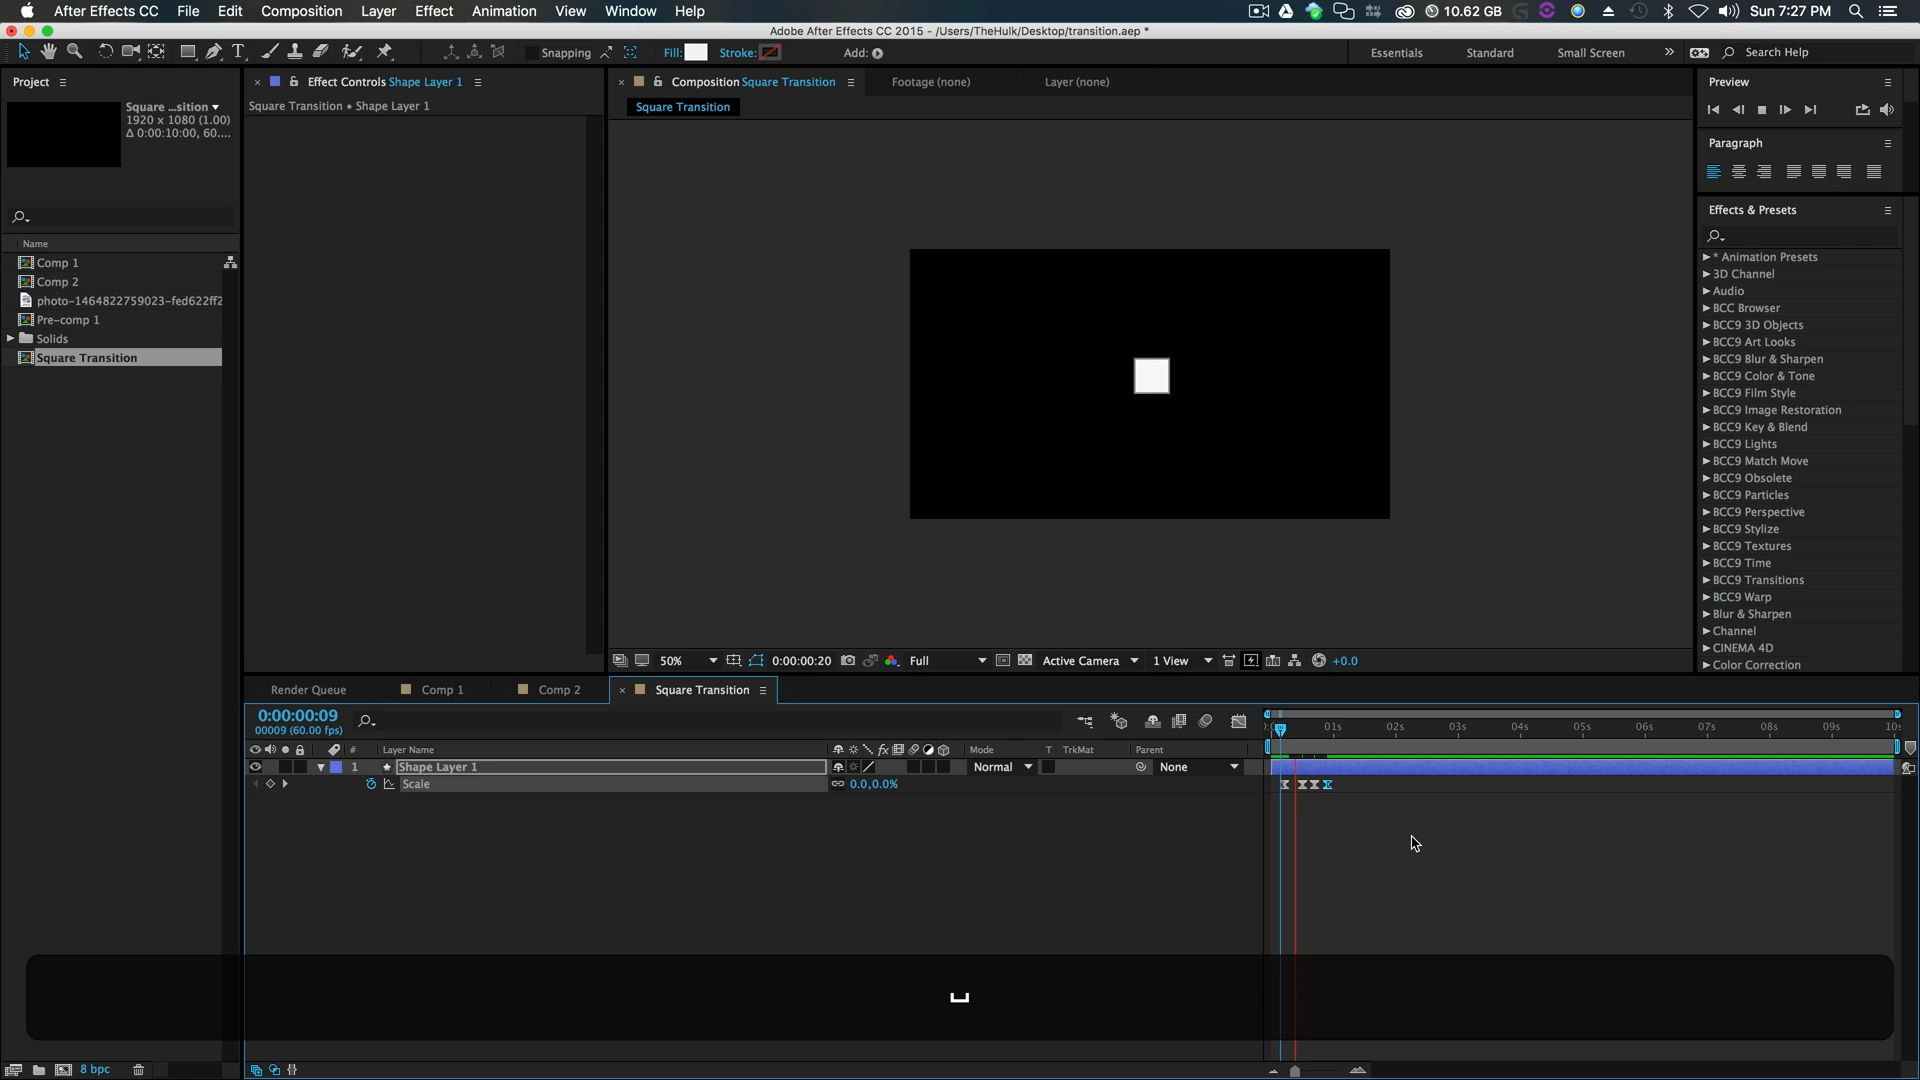 After Effects CC File Edit Composition Layer Effect Animation View Window Help 10.62 GB Sun 7:27 PM
Adobe After Effects CC 2015 - /Users/TheHulk/Desktop/transition.aep *
Snapping Fill: Stroke: Add: Essentials Standard Small Screen Search Help
Project
Square ...sition
1920 x 1080 (1.00)
Δ 0:00:10:00, 60....
Name
Comp 1
Comp 2
photo-1464822759023-fed622ff2
Pre-comp 1
Solids
Square Transition
8 bpc
Effect Controls Shape Layer 1
Square Transition • Shape Layer 1
Composition Square Transition Footage (none) Layer (none)
Square Transition
50% 0:00:00:20 Full Active Camera 1 View +0.0
Preview
Paragraph
Effects & Presets
* Animation Presets
3D Channel
Audio
BCC Browser
BCC9 3D Objects
BCC9 Art Looks
BCC9 Blur & Sharpen
BCC9 Color & Tone
BCC9 Film Style
BCC9 Image Restoration
BCC9 Key & Blend
BCC9 Lights
BCC9 Match Move
BCC9 Obsolete
BCC9 Particles
BCC9 Perspective
BCC9 Stylize
BCC9 Textures
BCC9 Time
BCC9 Transitions
BCC9 Warp
Blur & Sharpen
Channel
CINEMA 4D
Color Correction
Render Queue Comp 1 Comp 2 Square Transition
0:00:00:09
00009 (60.00 fps)
01s 02s 03s 04s 05s 06s 07s 08s 09s 10s
# Layer Name Mode T TrkMat Parent
1 Shape Layer 1 Normal None
Scale 0.0,0.0%